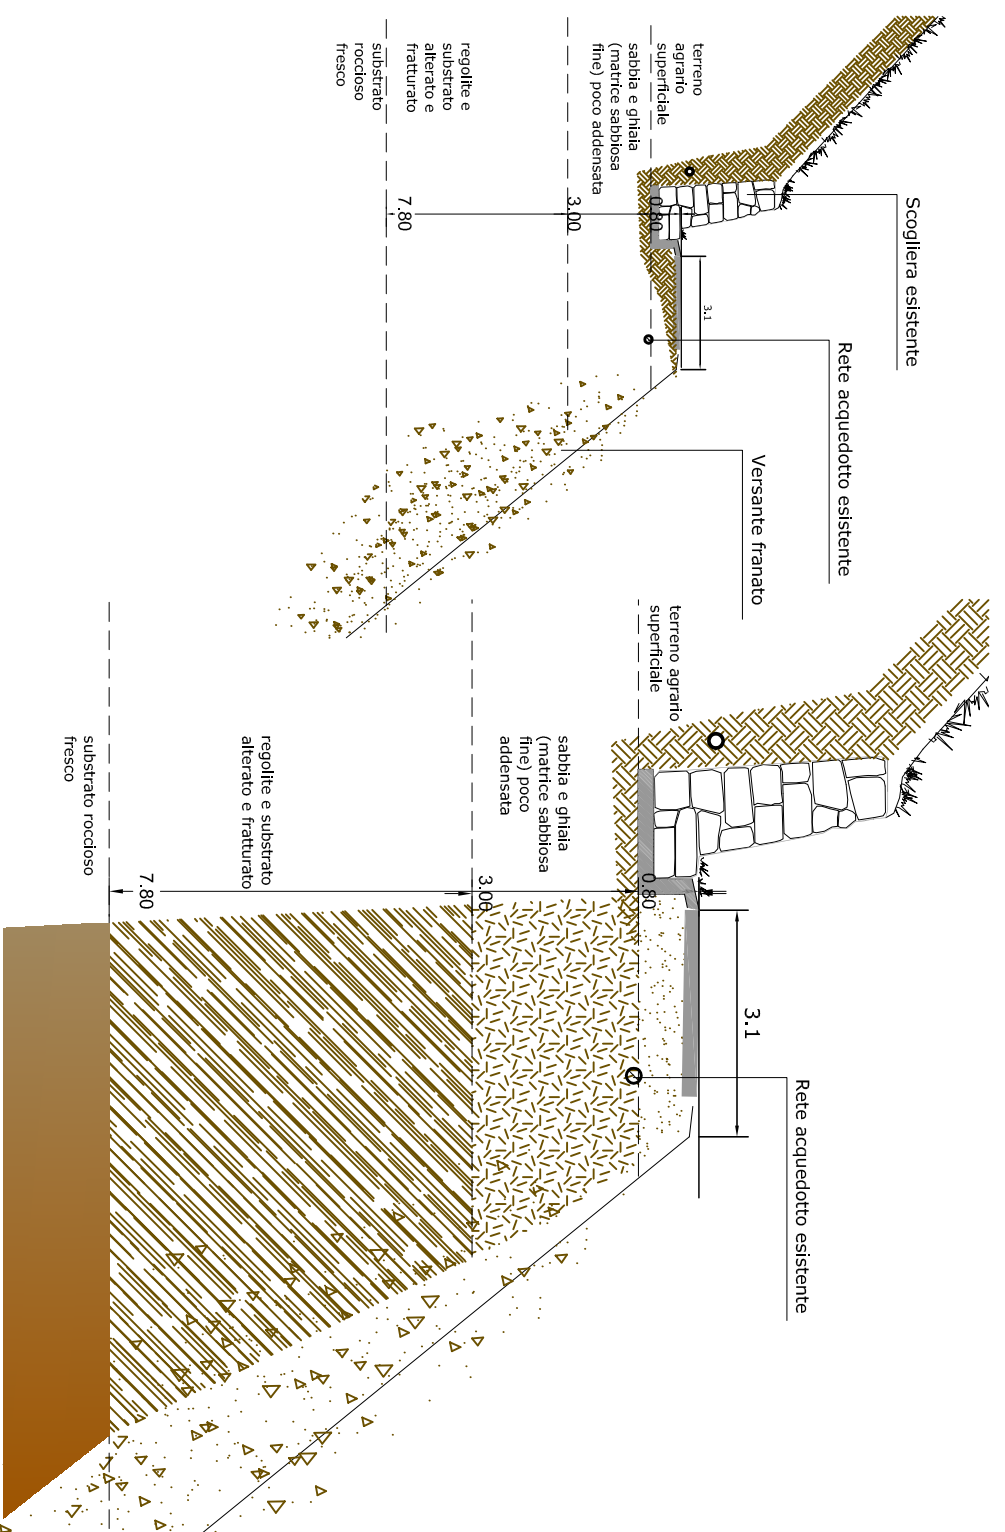 Scogliera esistente
Rete acquedotto esistente
Versante franato
3.1
terreno
agrario
superficiale
sabbia e ghiaia
(matrice sabbiosa
fine) poco addensata
regolite e
substrato
alterato e
fratturato
substrato
roccioso
fresco
0.80
3.00
7.80
Rete acquedotto esistente
3.1
terreno agrario
superficiale
sabbia e ghiaia
(matrice sabbiosa
fine) poco
addensata
regolite e substrato
alterato e fratturato
substrato roccioso
fresco
0.80
3.00
7.80